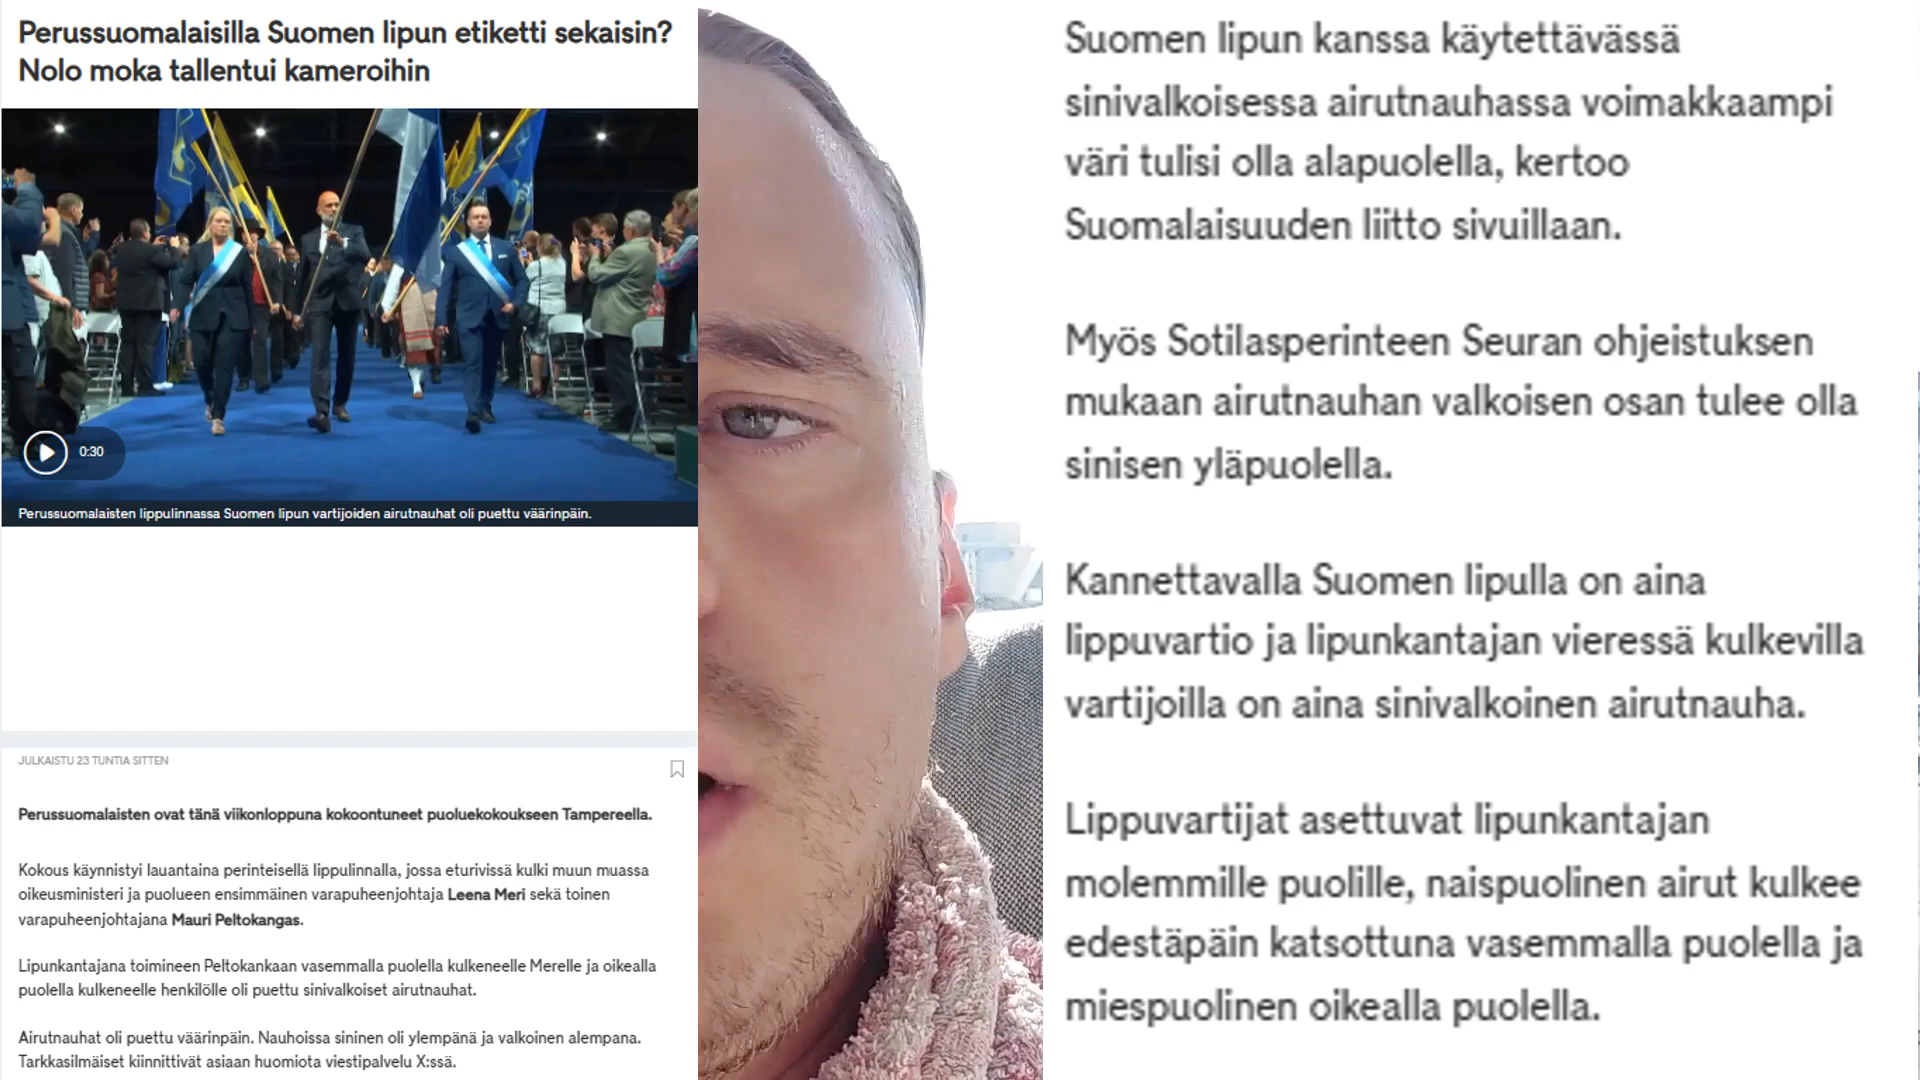 Perussuomalaisilla Suomen lipun etiketti sekaisin?
Nolo moka tallentui kameroihin
0:30
Perussuomalaisten lippulinnassa Suomen lipun vartijoiden airutnauhat oli puettu väärinpäin.
JULKAISTU 23 TUNTIA SITTEN
Perussuomalaisten ovat tänä viikonloppuna kokoontuneet puoluekokoukseen Tampereella.
Kokous käynnistyi lauantaina perinteisellä lippulinnalla, jossa eturivissä kulki muun muassa
oikeusministeri ja puolueen ensimmäinen varapuheenjohtaja Leena Meri sekä toinen
varapuheenjohtajana Mauri Peltokangas.
Lipunkantajana toimineen Peltokankaan vasemmalla puolella kulkeneelle Merelle ja oikealla
puolella kulkeneelle henkilölle oli puettu sinivalkoiset airutnauhat.
Airutnauhat oli puettu väärinpäin. Nauhoissa sininen oli ylempänä ja valkoinen alempana.
Tarkkasilmäiset kiinnittivät asiaan huomiota viestipalvelu X:ssä.
Suomen lipun kanssa käytettävässä
sinivalkoisessa airutnauhassa voimakkaampi
väri tulisi olla alapuolella, kertoo
Suomalaisuuden liitto sivuillaan.
Myös Sotilasperinteen Seuran ohjeistuksen
mukaan airutnauhan valkoisen osan tulee olla
sinisen yläpuolella.
Kannettavalla Suomen lipulla on aina
lippuvartio ja lipunkantajan vieressä kulkevilla
vartijoilla on aina sinivalkoinen airutnauha.
Lippuvartijat asettuvat lipunkantajan
molemmille puolille, naispuolinen airut kulkee
edestäpäin katsottuna vasemmalla puolella ja
miespuolinen oikealla puolella.